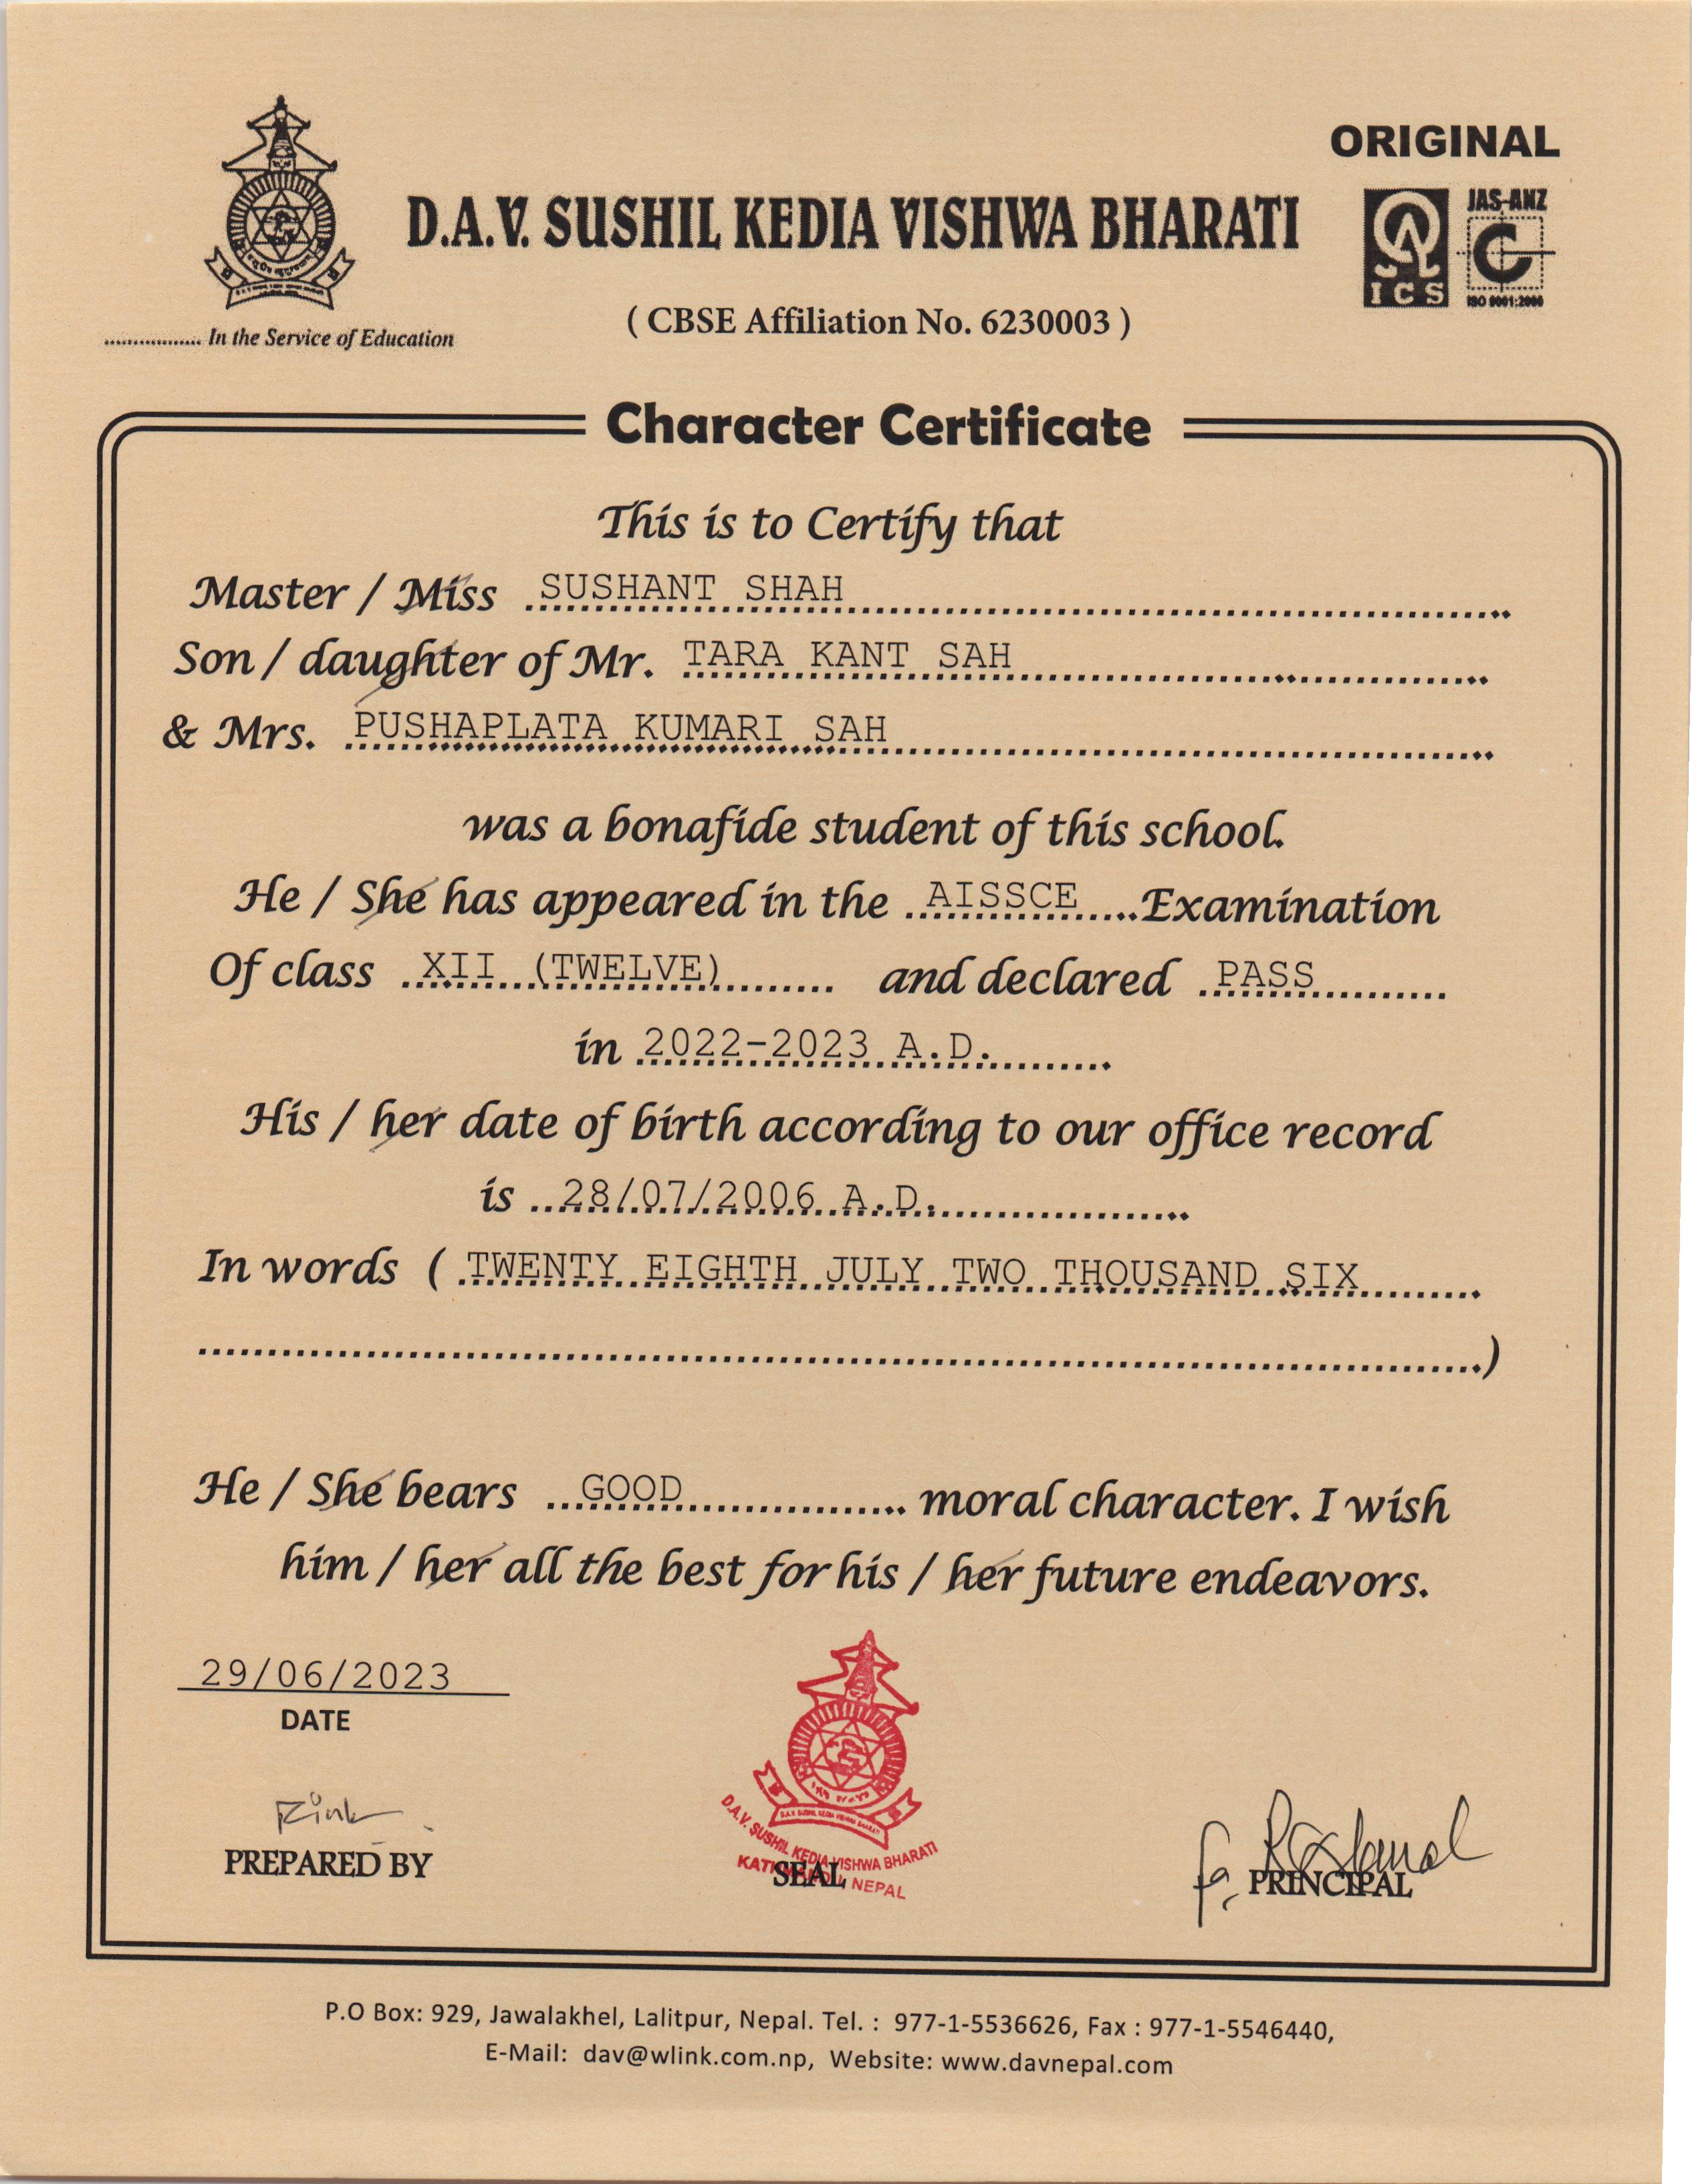 ORIGINAL
D.A.V. SUSHIL KEDIA VISHWA BHARATI
JAS-ANZ
ICS
ISO 9001:2008
( CBSE Affiliation No. 6230003 )
................. In the Service of Education
Character Certificate
This is to Certify that
Master / Miss SUSHANT SHAH
Son / daughter of Mr. TARA KANT SAH
& Mrs. PUSHAPLATA KUMARI SAH
was a bonafide student of this school.
He / She has appeared in the AISSCE Examination
Of class XII (TWELVE) and declared PASS
in 2022-2023 A.D.
His / her date of birth according to our office record
is 28/07/2006 A.D.
In words ( TWENTY EIGHTH JULY TWO THOUSAND SIX
)
He / She bears GOOD moral character. I wish
him / her all the best for his / her future endeavors.
29/06/2023
DATE
PREPARED BY
D.A.V. SUSHIL KEDIA VISHWA BHARATI
NEPAL
SEAL
PRINCIPAL
P.O Box: 929, Jawalakhel, Lalitpur, Nepal. Tel. : 977-1-5536626, Fax : 977-1-5546440,
E-Mail: dav@wlink.com.np, Website: www.davnepal.com